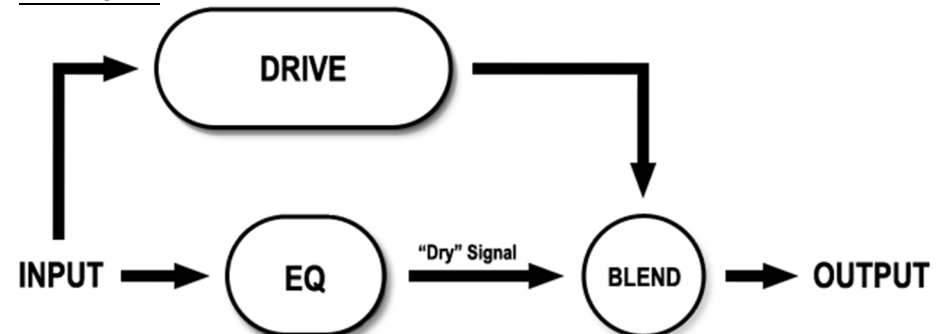 DRIVE
INPUT
EQ
“Dry” Signal
BLEND
OUTPUT